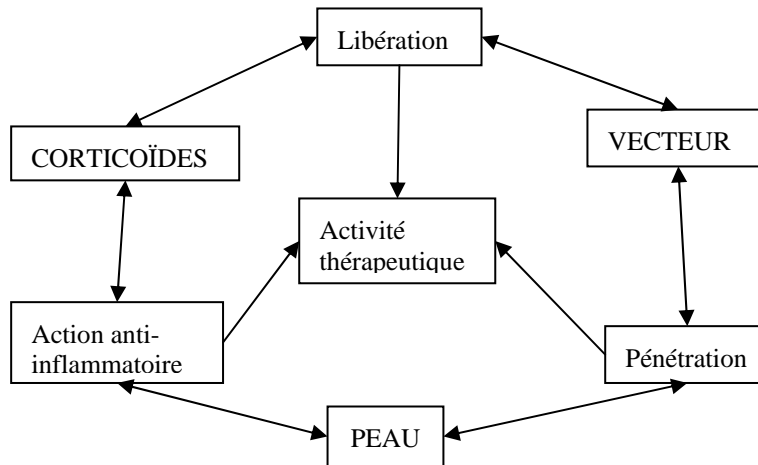 Libération
CORTICOÏDES
VECTEUR
Activité
thérapeutique
Action anti-
inflammatoire
Pénétration
PEAU